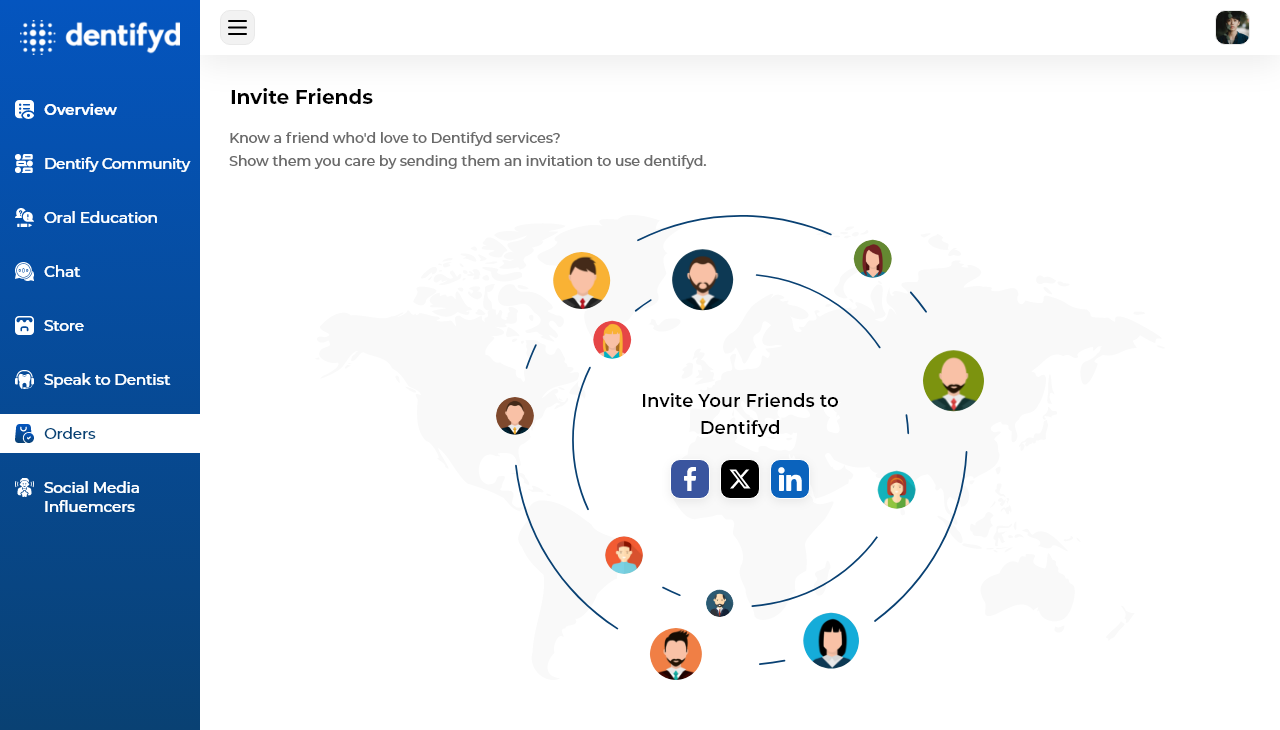 dentifyd
Overview
Dentify Community
Oral Education
Chat
Store
Speak to Dentist
Orders
Social Media
Influemcers
Invite Friends
Know a friend who'd love to Dentifyd services?
Show them you care by sending them an invitation to use dentifyd.
Invite Your Friends to
Dentifyd